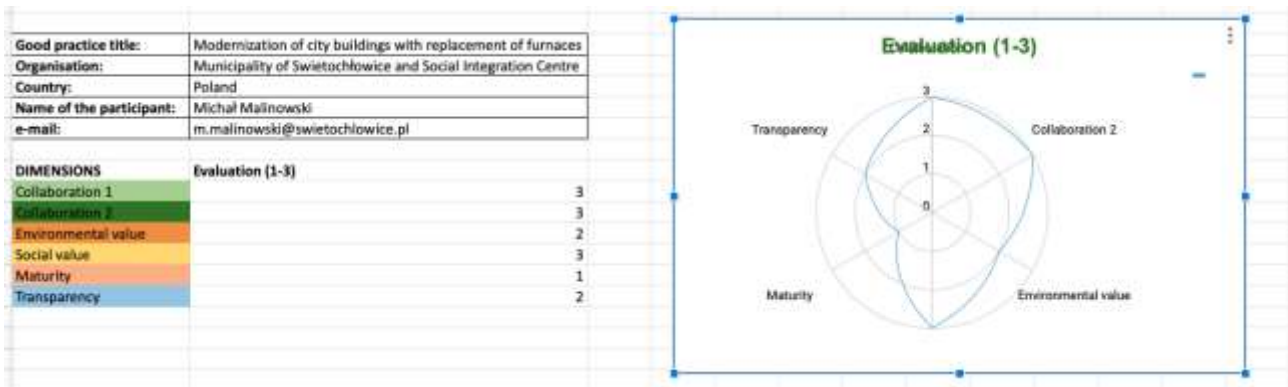 Good practice title: Modernization of city buildings with replacement of furnaces
Organisation: Municipality of Swietochłowice and Social Integration Centre
Country: Poland
Name of the participant: Michał Malinowski
e-mail: m.malinowski@swietochlowice.pl
DIMENSIONS Evaluation (1-3)
Collaboration 1 3
Collaboration 2 3
Environmental value 2
Social value 3
Maturity 1
Transparency 2
Evaluation (1-3)
3
Transparency 2 Collaboration 2
1
0
Maturity Environmental value